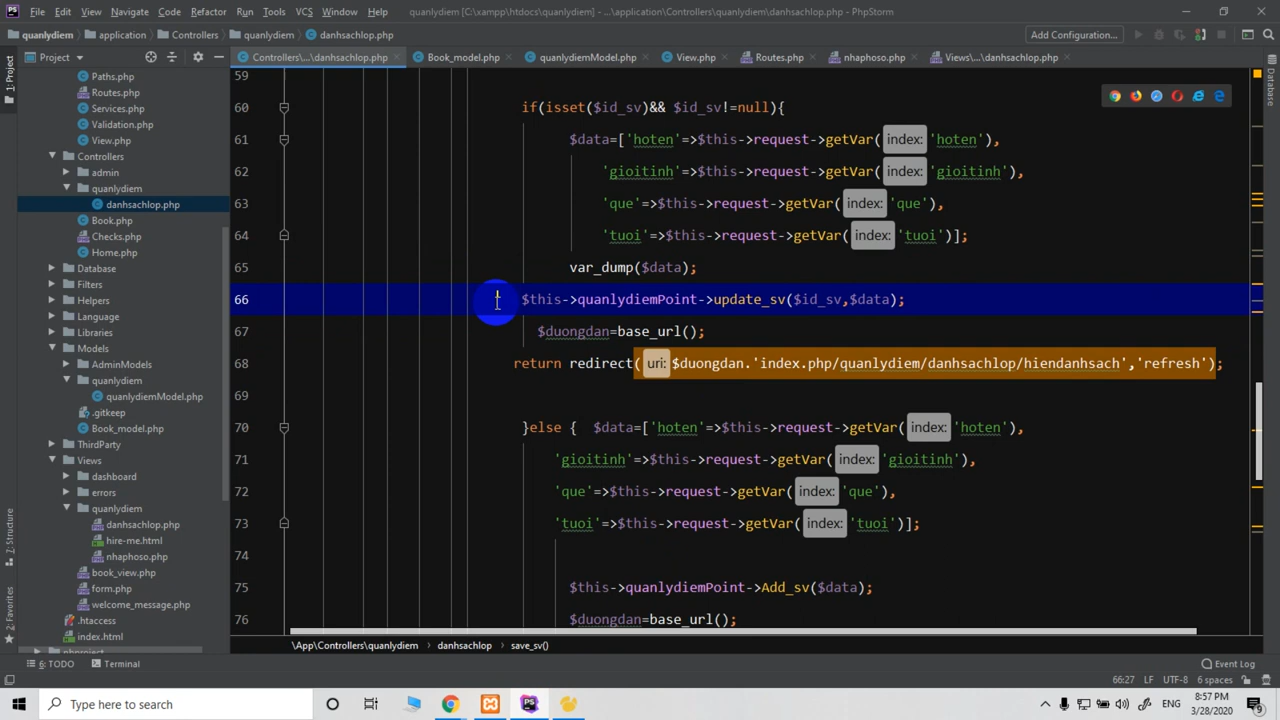 File Edit View Navigate Code Refactor Run Tools VCS Window Help quanlydiem [C:\xampp\htdocs\quanlydiem] - ...\application\Controllers\quanlydiem\danhsachlop.php - PhpStorm
quanlydiem application Controllers quanlydiem danhsachlop.php Add Configuration...
Project
Controllers\...\danhsachlop.php Book_model.php quanlydiemModel.php View.php Routes.php nhaphoso.php Views\...\danhsachlop.php
1: Project
Database
Paths.php
Routes.php
Services.php
Validation.php
View.php
Controllers
admin
quanlydiem
danhsachlop.php
Book.php
Checks.php
Home.php
Database
Filters
Helpers
Language
Libraries
Models
AdminModels
quanlydiem
quanlydiemModel.php
.gitkeep
Book_model.php
ThirdParty
Views
dashboard
errors
quanlydiem
danhsachlop.php
hire-me.html
nhaphoso.php
book_view.php
form.php
welcome_message.php
.htaccess
index.html
7: Structure
2: Favorites
59
60 if(isset($id_sv)&& $id_sv!=null){
61 $data=['hoten'=>$this->request->getVar( index: 'hoten'),
62 'gioitinh'=>$this->request->getVar( index: 'gioitinh'),
63 'que'=>$this->request->getVar( index: 'que'),
64 'tuoi'=>$this->request->getVar( index: 'tuoi')];
65 var_dump($data);
66 $this->quanlydiemPoint->update_sv($id_sv,$data);
67 $duongdan=base_url();
68 return redirect( uri: $duongdan.'index.php/quanlydiem/danhsachlop/hiendanhsach','refresh');
69
70 }else { $data=['hoten'=>$this->request->getVar( index: 'hoten'),
71 'gioitinh'=>$this->request->getVar( index: 'gioitinh'),
72 'que'=>$this->request->getVar( index: 'que'),
73 'tuoi'=>$this->request->getVar( index: 'tuoi')];
74
75 $this->quanlydiemPoint->Add_sv($data);
76 $duongdan=base_url();
\App\Controllers\quanlydiem danhsachlop save_sv()
6: TODO Terminal Event Log
66:27 LF UTF-8 6 spaces
Type here to search
ENG
8:57 PM
3/28/2020